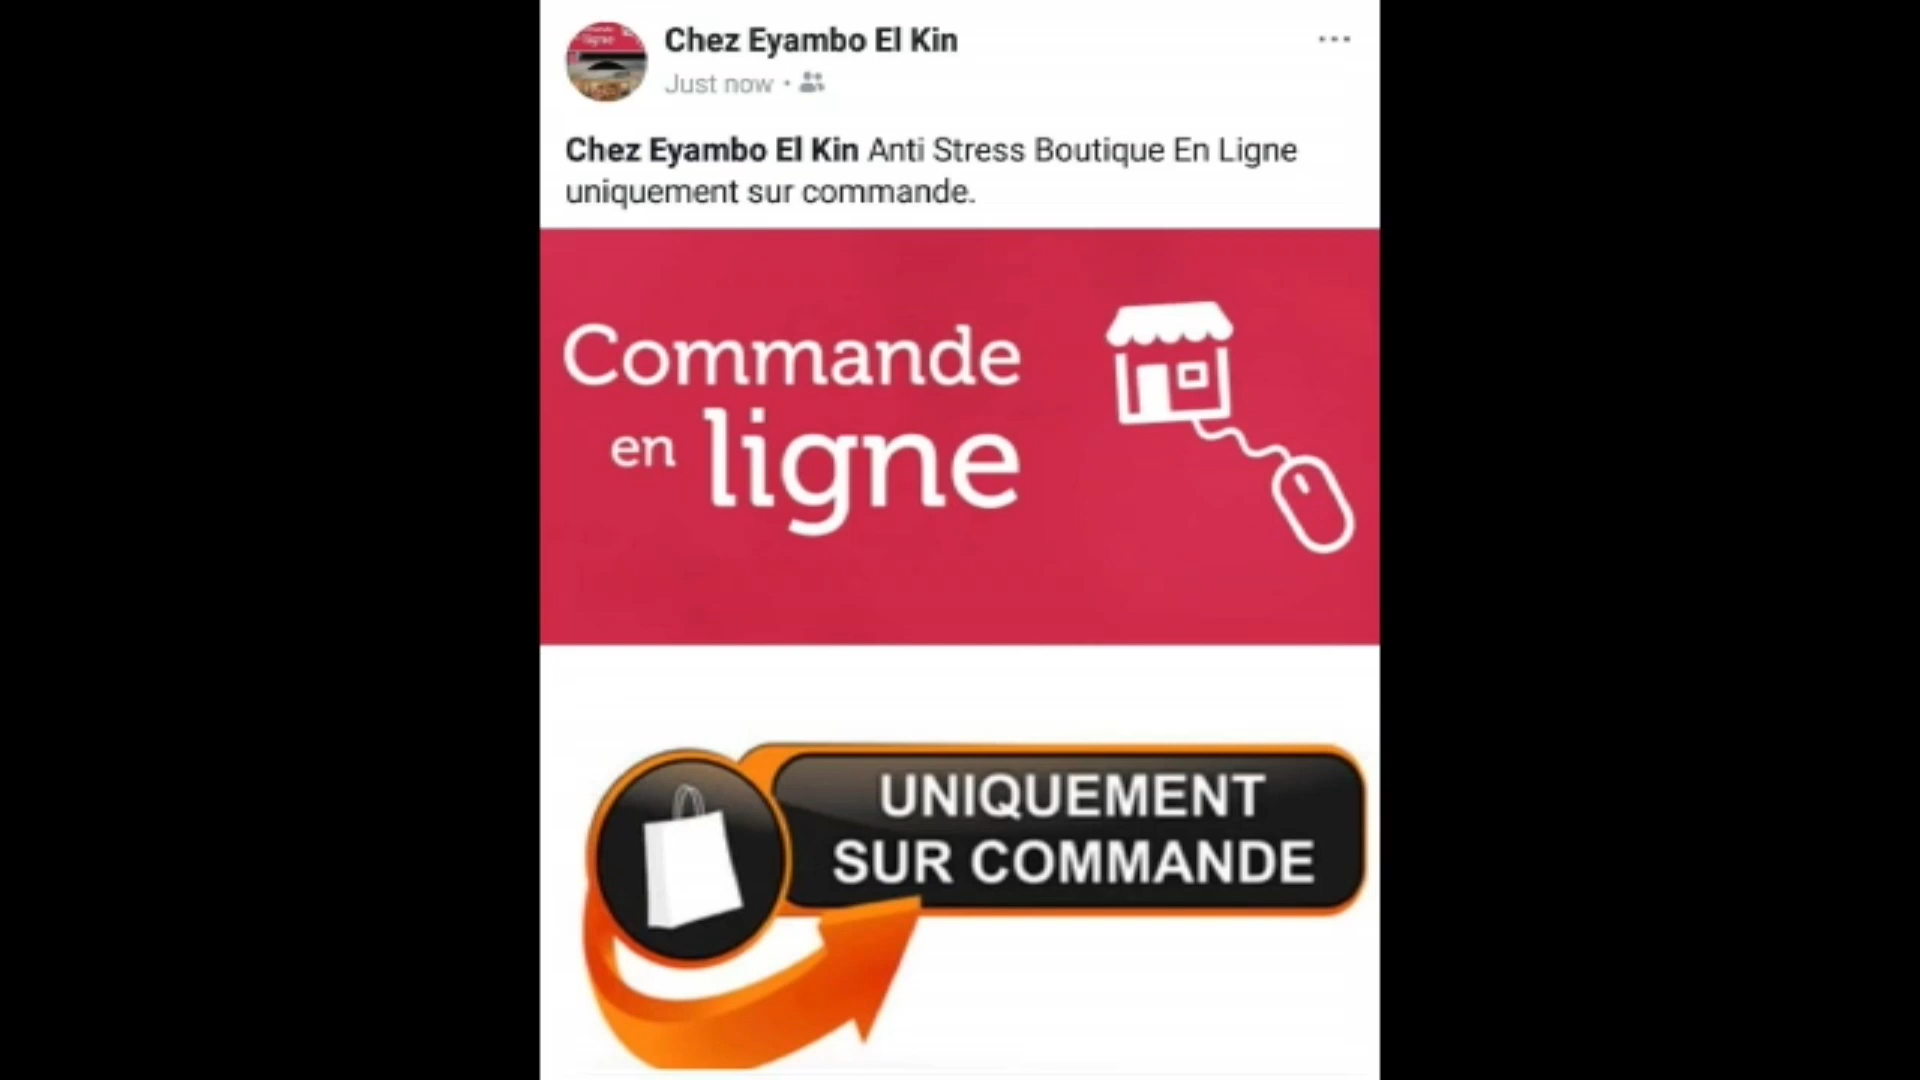 Chez Eyambo El Kin
Just now
Chez Eyambo El Kin Anti Stress Boutique En Ligne
uniquement sur commande.
Commande
en ligne
UNIQUEMENT
SUR COMMANDE